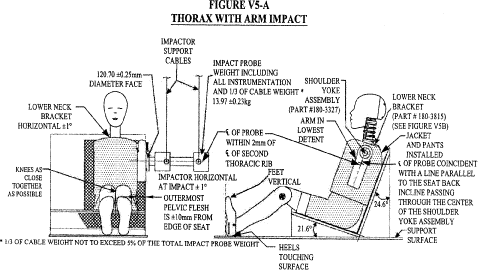 FIGURE V5-A
THORAX WITH ARM IMPACT
IMPACTOR
SUPPORT
CABLES
120.70 ±0.25mm
DIAMETER FACE
IMPACT PROBE
WEIGHT INCLUDING
ALL INSTRUMENTATION
AND 1/3 OF CABLE WEIGHT *
13.97 ±0.23kg
LOWER NECK
BRACKET
HORIZONTAL ±1°
℄ OF PROBE
WITHIN 2mm OF
℄ OF SECOND
THORACIC RIB
KNEES AS
CLOSE
TOGETHER
AS POSSIBLE
IMPACTOR HORIZONTAL
AT IMPACT ± 1°
OUTERMOST
PELVIC FLESH
IS ±10mm FROM
EDGE OF SEAT
* 1/3 OF CABLE WEIGHT NOT TO EXCEED 5% OF THE TOTAL IMPACT PROBE WEIGHT
SHOULDER
YOKE
ASSEMBLY
(PART #180-3327)
ARM IN
LOWEST
DETENT
LOWER NECK
BRACKET
(PART # 180-3815)
(SEE FIGURE V5B)
JACKET
AND PANTS
INSTALLED
℄ OF PROBE COINCIDENT
WITH A LINE PARALLEL
TO THE SEAT BACK
INCLINE PASSING
THROUGH THE CENTER
OF THE SHOULDER
YOKE ASSEMBLY
FEET
VERTICAL
24.6°
21.6°
SUPPORT
SURFACE
HEELS
TOUCHING
SURFACE